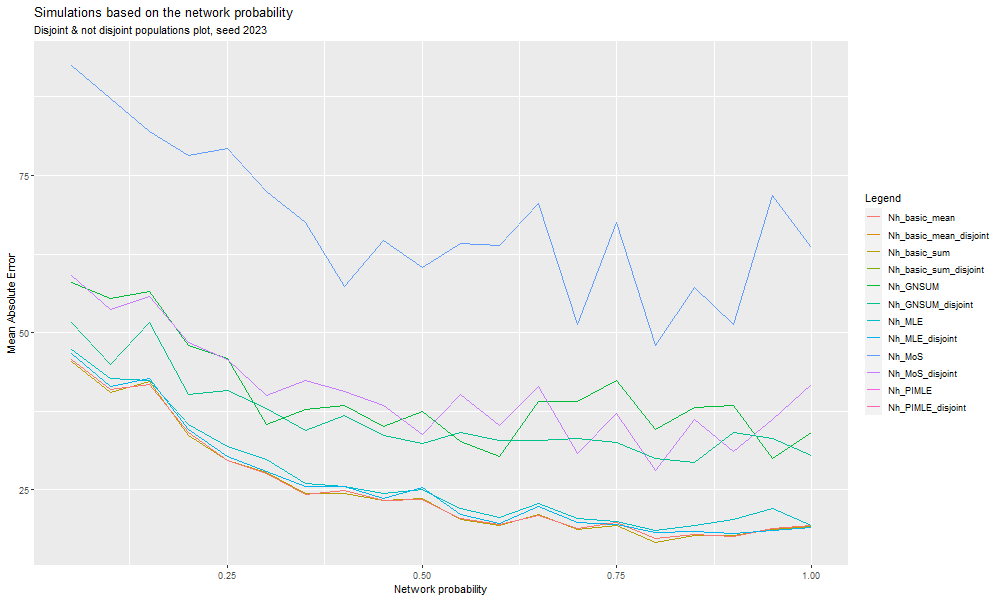 Simulations based on the network probability
Disjoint & not disjoint populations plot, seed 2023
Mean Absolute Error
75
50
25
0.25
0.50
0.75
1.00
Network probability
Legend
Nh_basic_mean
Nh_basic_mean_disjoint
Nh_basic_sum
Nh_basic_sum_disjoint
Nh_GNSUM
Nh_GNSUM_disjoint
Nh_MLE
Nh_MLE_disjoint
Nh_MoS
Nh_MoS_disjoint
Nh_PIMLE
Nh_PIMLE_disjoint